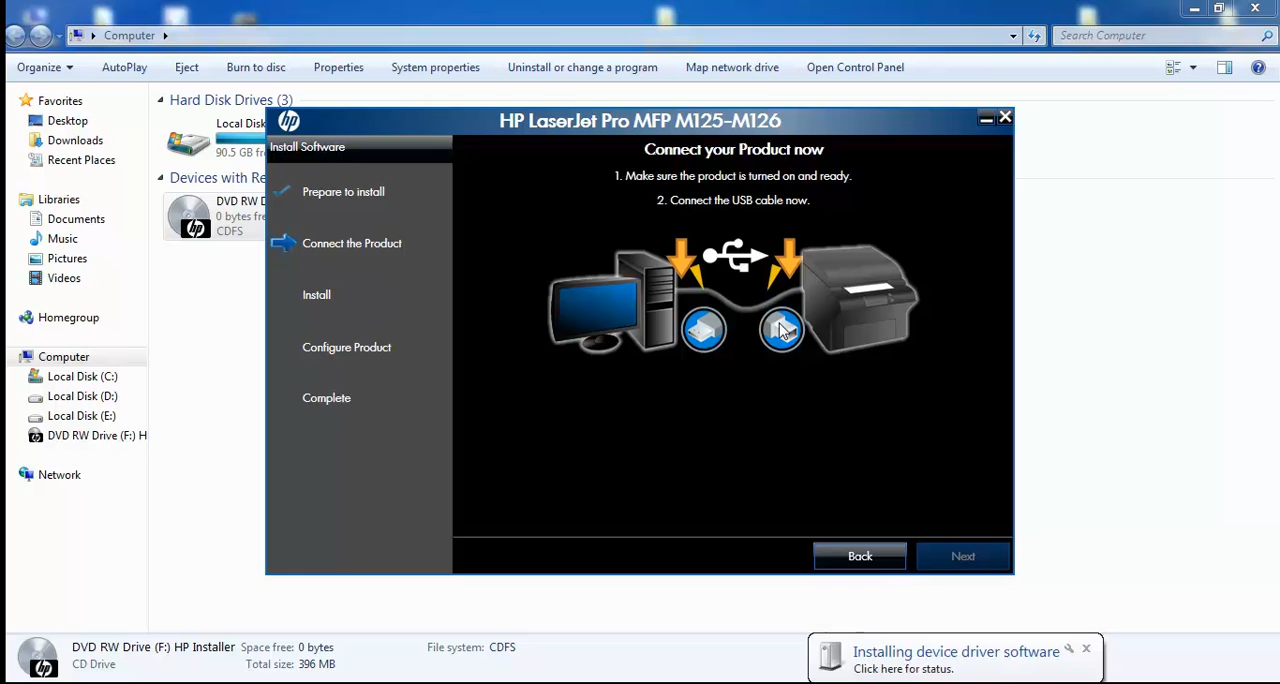 Computer
Search Computer
Organize AutoPlay Eject Burn to disc Properties System properties Uninstall or change a program Map network drive Open Control Panel
Favorites
Desktop
Downloads
Recent Places
Libraries
Documents
Music
Pictures
Videos
Homegroup
Computer
Local Disk (C:)
Local Disk (D:)
Local Disk (E:)
DVD RW Drive (F:) H
Network
Hard Disk Drives (3)
Local Disk
90.5 GB fre
Devices with Re
DVD RW D
0 bytes f
CDFS
hp
hp
HP LaserJet Pro MFP M125-M126
Install Software
Prepare to install
Connect the Product
Install
Configure Product
Complete
Connect your Product now
1. Make sure the product is turned on and ready.
2. Connect the USB cable now.
Back Next
hp
DVD RW Drive (F:) HP Installer Space free: 0 bytes File system: CDFS
CD Drive Total size: 396 MB
Installing device driver software
Click here for status.